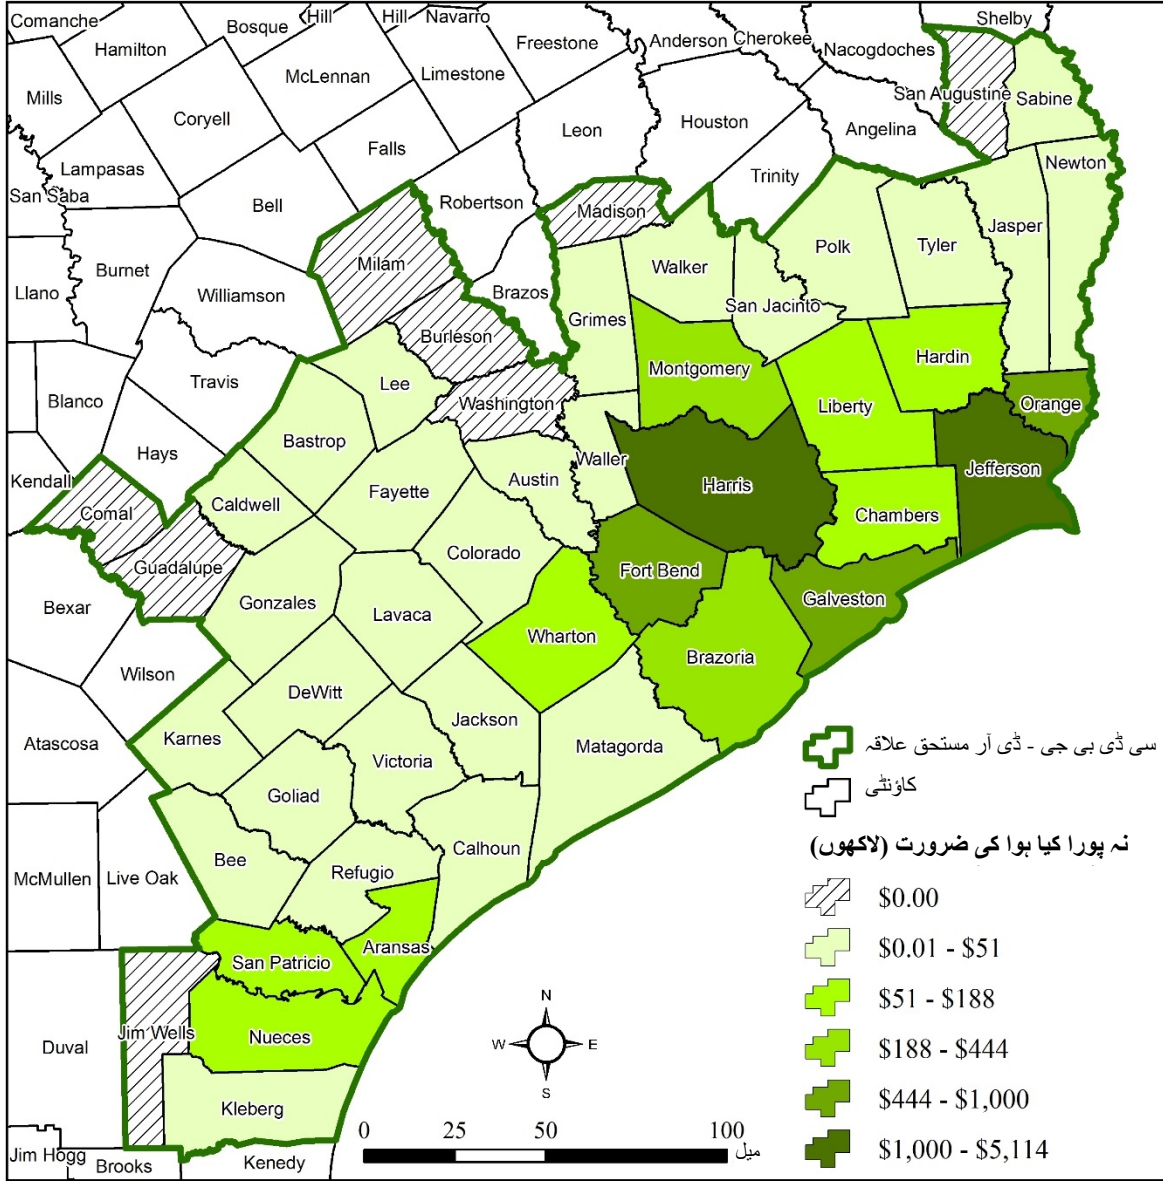 Comanche
Hill
Hill
Navarro
Shelby
Bosque
Hamilton
Freestone
Anderson
Cherokee
Nacogdoches
McLennan
Limestone
San Augustine
Sabine
Mills
Coryell
Leon
Houston
Angelina
Falls
Lampasas
Newton
Trinity
San Saba
Bell
Robertson
Madison
Jasper
Polk
Tyler
Burnet
Milam
Walker
Llano
Williamson
Brazos
San Jacinto
Grimes
Burleson
Hardin
Montgomery
Travis
Lee
Blanco
Washington
Liberty
Orange
Bastrop
Hays
Waller
Jefferson
Kendall
Austin
Fayette
Harris
Caldwell
Comal
Chambers
Colorado
Guadalupe
Fort Bend
Bexar
Gonzales
Lavaca
Galveston
Wharton
Brazoria
Wilson
DeWitt
Jackson
Karnes
Atascosa
Matagorda
Victoria
Goliad
Calhoun
Bee
Refugio
McMullen
Live Oak
Aransas
San Patricio
Jim Wells
Nueces
Duval
Kleberg
Jim Hogg
Brooks
Kenedy
سی ڈی بی جی - ڈی آر مستحق علاقہ
کاؤنٹی
نہ پورا کیا ہوا کی ضرورت (لاکھوں)
$0.00
$0.01 - $51
$51 - $188
$188 - $444
$444 - $1,000
$1,000 - $5,114
N
W E
S
0 25 50 100
میل